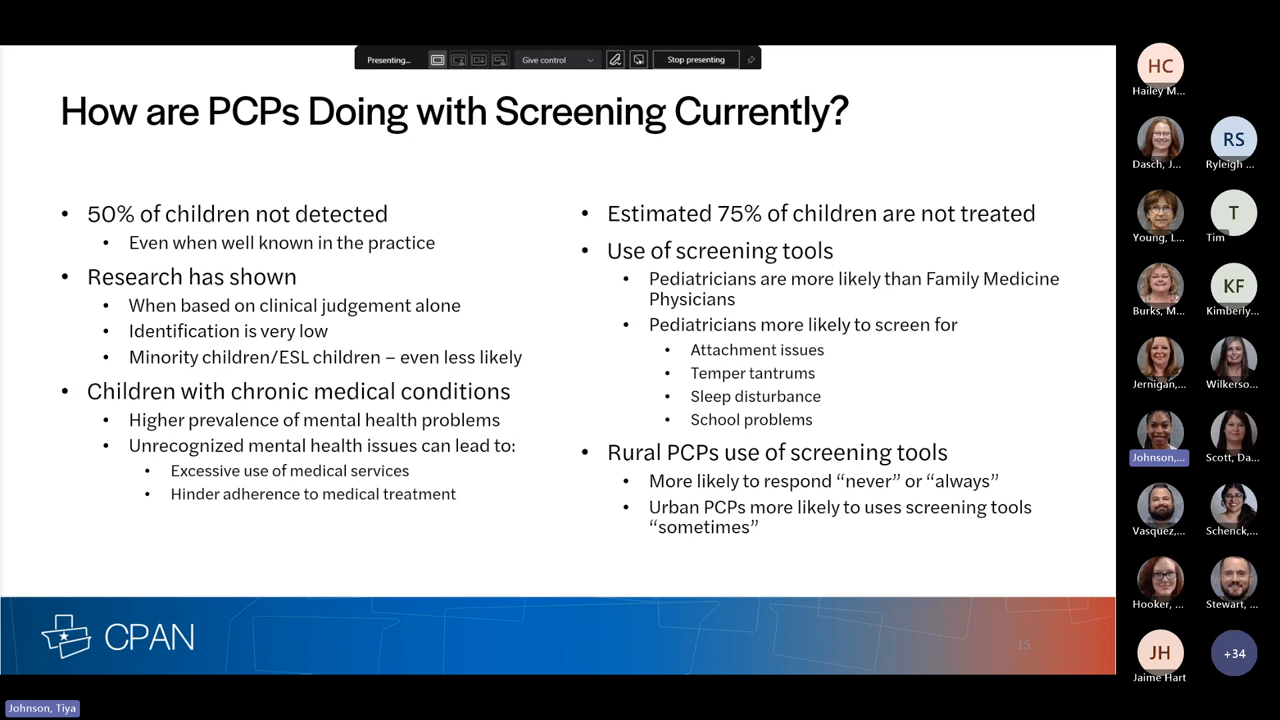 Presenting...
Give control
Stop presenting
How are PCPs Doing with Screening Currently?
• 50% of children not detected
• Even when well known in the practice
• Research has shown
• When based on clinical judgement alone
• Identification is very low
• Minority children/ESL children – even less likely
• Children with chronic medical conditions
• Higher prevalence of mental health problems
• Unrecognized mental health issues can lead to:
• Excessive use of medical services
• Hinder adherence to medical treatment
• Estimated 75% of children are not treated
• Use of screening tools
• Pediatricians are more likely than Family Medicine
Physicians
• Pediatricians more likely to screen for
• Attachment issues
• Temper tantrums
• Sleep disturbance
• School problems
• Rural PCPs use of screening tools
• More likely to respond “never” or “always”
• Urban PCPs more likely to uses screening tools
“sometimes”
CPAN
15
HC
Hailey M...
Dasch, J...
RS
Ryleigh ...
Young, L...
T
Tim
Burks, M...
KF
Kimberly...
Jernigan,...
Wilkerso...
Johnson,...
Scott, Da...
Vasquez,...
Schenck,...
Hooker, ...
Stewart, ...
JH
Jaime Hart
+34
Johnson, Tiya